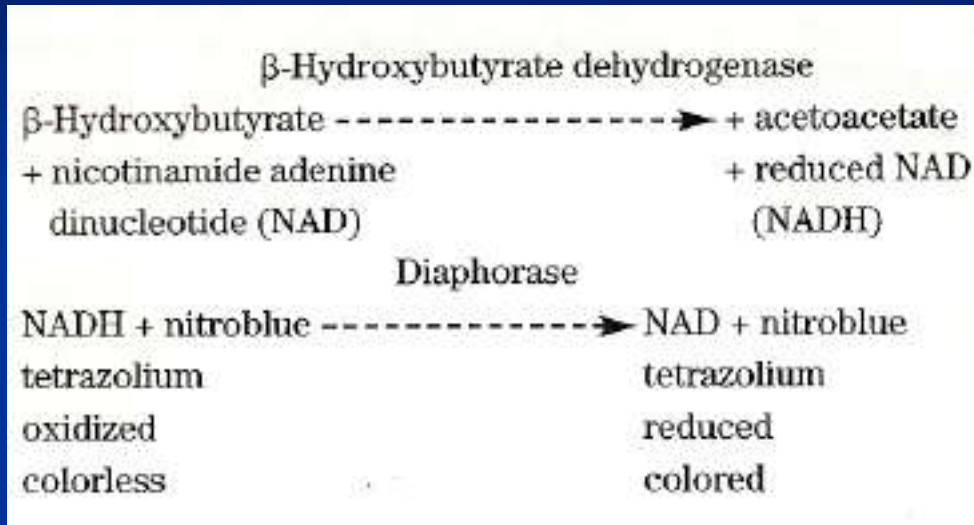 β-Hydroxybutyrate dehydrogenase
β-Hydroxybutyrate + acetoacetate
+ nicotinamide adenine + reduced NAD
dinucleotide (NAD) (NADH)
Diaphorase
NADH + nitroblue NAD + nitroblue
tetrazolium tetrazolium
oxidized reduced
colorless colored